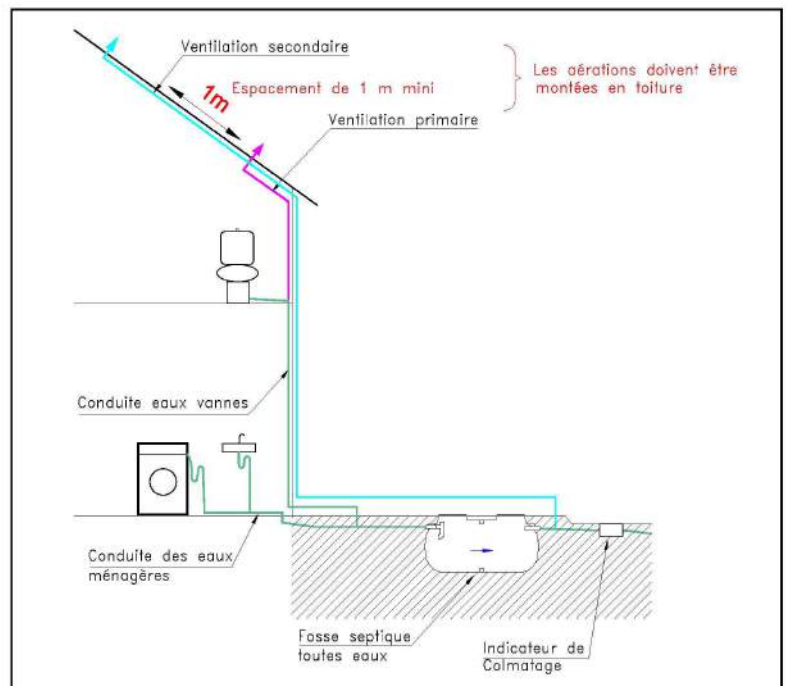 Ventilation secondaire
1m
Espacement de 1 m mini
Les aérations doivent être
montées en toiture
Ventilation primaire
Conduite eaux vannes
Conduite des eaux
ménagères
Fosse septique
toutes eaux
Indicateur de
Colmatage